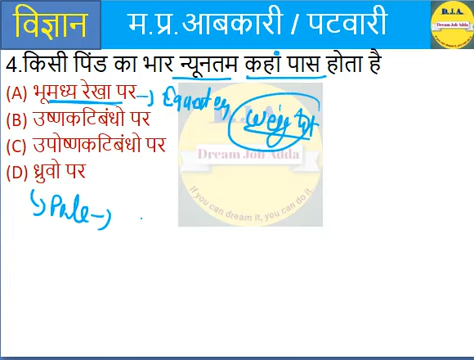 विज्ञान
म.प्र.आबकारी / पटवारी
D.J.A.
Dream Job Adda
4.किसी पिंड का भार न्यूनतम कहां पास होता है
(A) भूमध्य रेखा पर → Equator
weight
(B) उष्णकटिबंधो पर
(C) उपोष्णकटिबंधो पर
(D) ध्रुवो पर
Pole →
Dream Job Adda
If you can dream it, you can do it